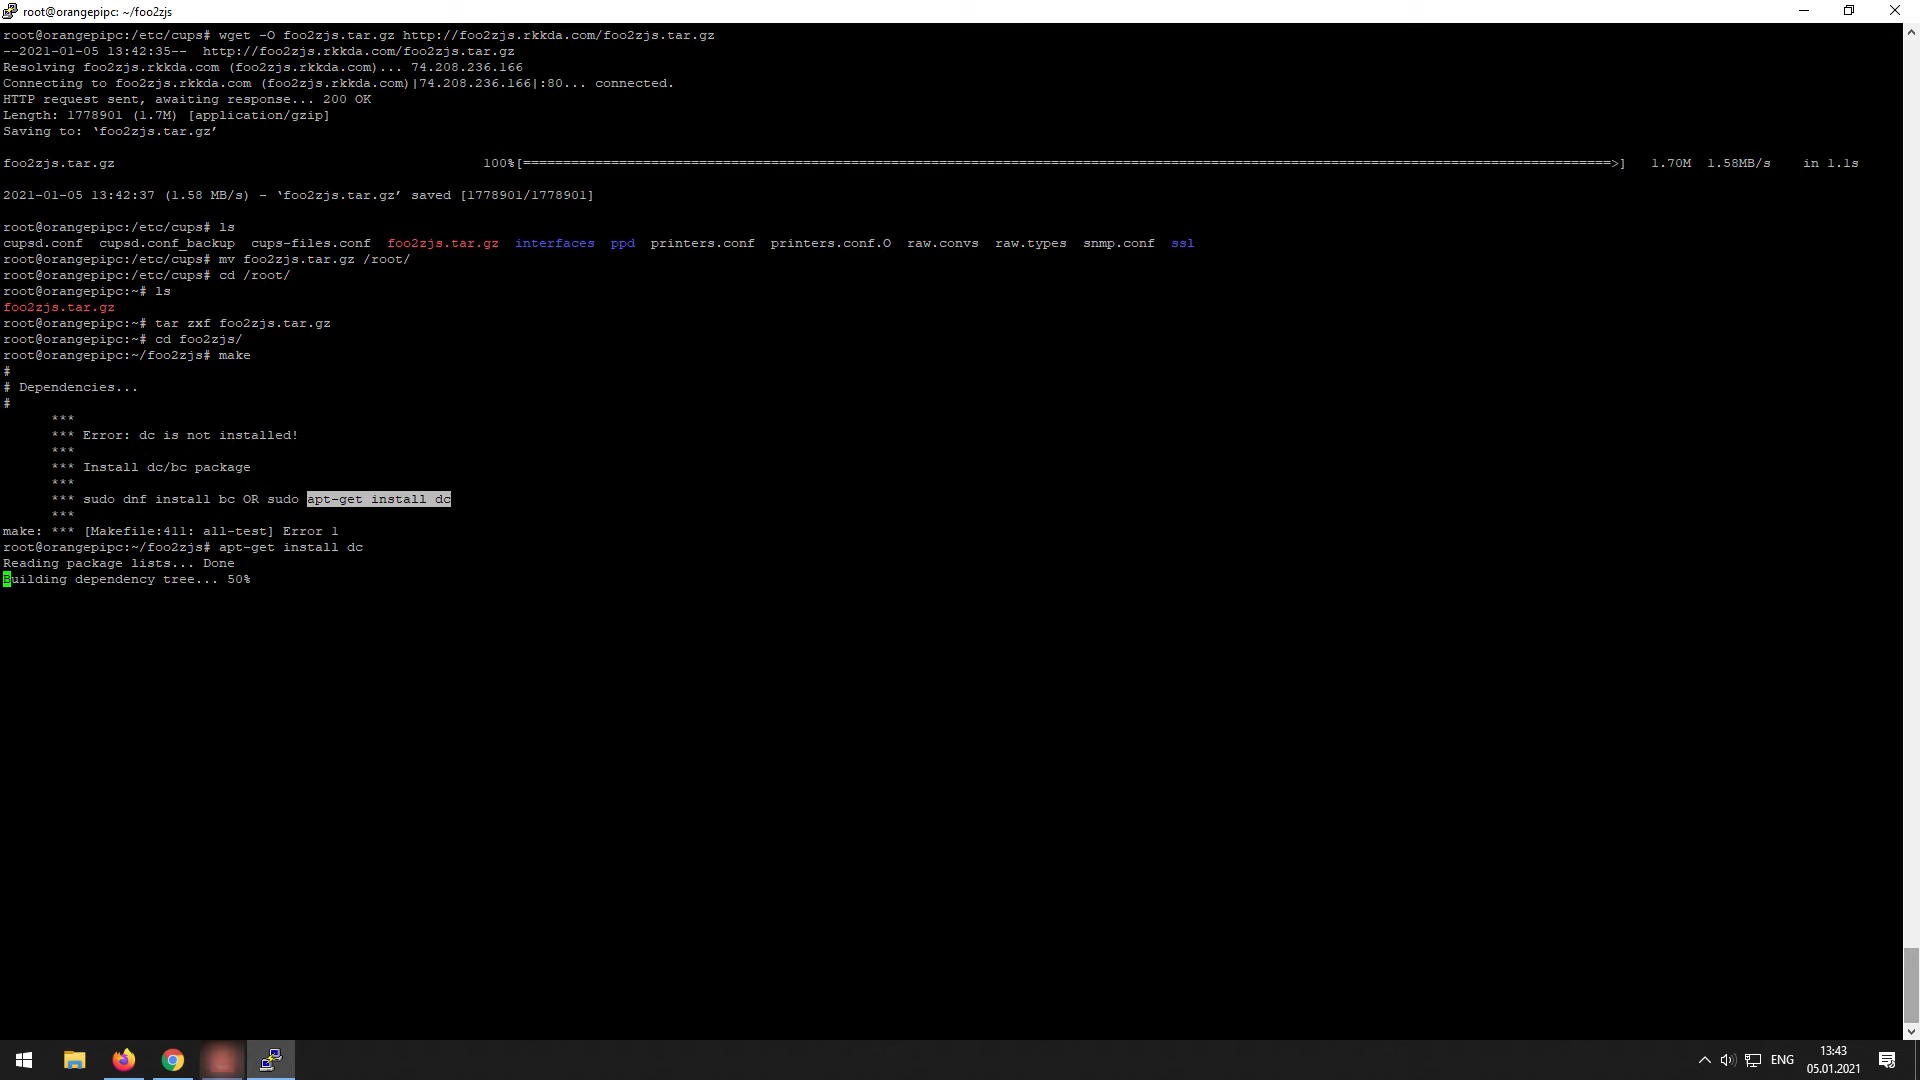 root@orangepipc: ~/foo2zjs
root@orangepipc:/etc/cups# wget -O foo2zjs.tar.gz http://foo2zjs.rkkda.com/foo2zjs.tar.gz
--2021-01-05 13:42:35--  http://foo2zjs.rkkda.com/foo2zjs.tar.gz
Resolving foo2zjs.rkkda.com (foo2zjs.rkkda.com)... 74.208.236.166
Connecting to foo2zjs.rkkda.com (foo2zjs.rkkda.com)|74.208.236.166|:80... connected.
HTTP request sent, awaiting response... 200 OK
Length: 1778901 (1.7M) [application/gzip]
Saving to: ‘foo2zjs.tar.gz’
foo2zjs.tar.gz 100%[========================================================================================================================================>] 1.70M 1.58MB/s in 1.1s
2021-01-05 13:42:37 (1.58 MB/s) - ‘foo2zjs.tar.gz’ saved [1778901/1778901]
root@orangepipc:/etc/cups# ls
cupsd.conf  cupsd.conf_backup  cups-files.conf  foo2zjs.tar.gz  interfaces  ppd  printers.conf  printers.conf.O  raw.convs  raw.types  snmp.conf  ssl
root@orangepipc:/etc/cups# mv foo2zjs.tar.gz /root/
root@orangepipc:/etc/cups# cd /root/
root@orangepipc:~# ls
foo2zjs.tar.gz
root@orangepipc:~# tar zxf foo2zjs.tar.gz
root@orangepipc:~# cd foo2zjs/
root@orangepipc:~/foo2zjs# make
#
# Dependencies...
#
***
*** Error: dc is not installed!
***
*** Install dc/bc package
***
*** sudo dnf install bc OR sudo apt-get install dc
***
make: *** [Makefile:411: all-test] Error 1
root@orangepipc:~/foo2zjs# apt-get install dc
Reading package lists... Done
Building dependency tree... 50%
ENG
13:43
05.01.2021